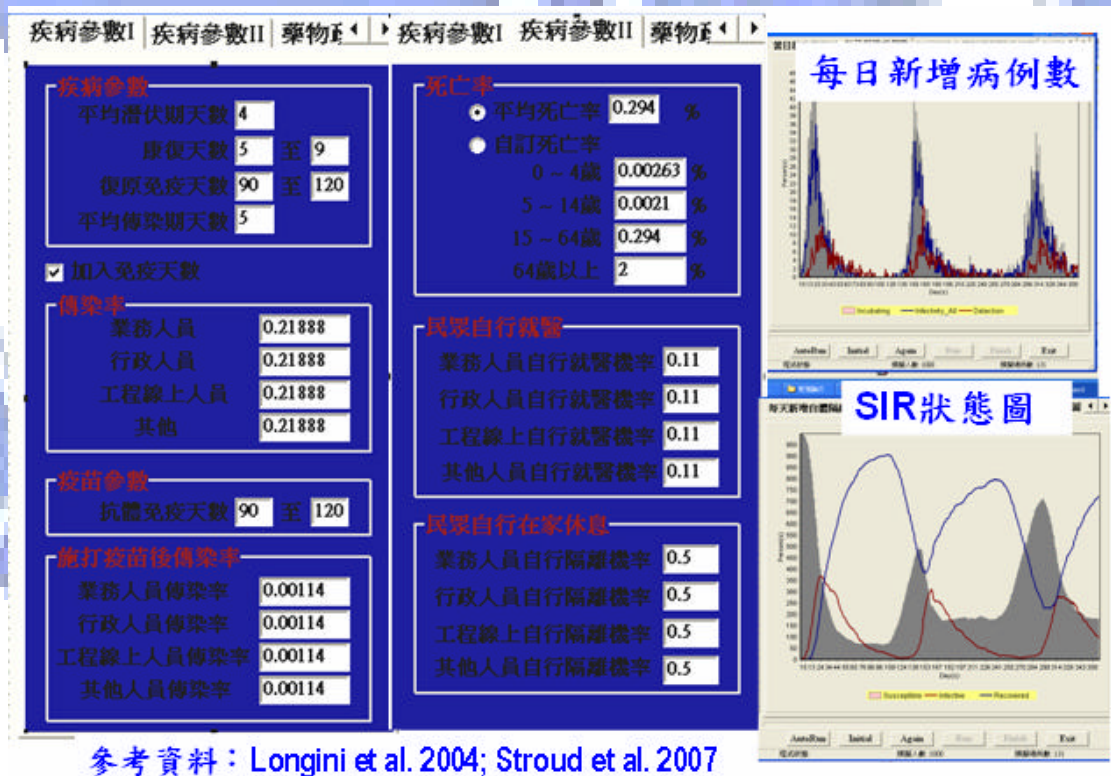 疾病參數I 疾病參數II 藥物
疾病參數
平均潛伏期天數 4
康復天數 5 至 9
復原免疫天數 90 至 120
平均傳染期天數 5
加入免疫天數
傳染率
業務人員 0.21888
行政人員 0.21888
工程線上人員 0.21888
其他 0.21888
疫苗參數
抗體免疫天數 90 至 120
施打疫苗後傳染率
業務人員傳染率 0.00114
行政人員傳染率 0.00114
工程線上人員傳染率 0.00114
其他人員傳染率 0.00114
疾病參數I 疾病參數II 藥物
死亡率
平均死亡率 0.294 %
自訂死亡率
0 ~ 4歲 0.00263 %
5 ~ 14歲 0.0021 %
15 ~ 64歲 0.294 %
64歲以上 2 %
民眾自行就醫
業務人員自行就醫機率 0.11
行政人員自行就醫機率 0.11
工程線上自行就醫機率 0.11
其他人員自行就醫機率 0.11
民眾自行在家休息
業務人員自行隔離機率 0.5
行政人員自行隔離機率 0.5
工程線上自行隔離機率 0.5
其他人員自行隔離機率 0.5
每日新增病例數
Person(s)
Day(s)
Incubating Infectivity_All Detection
AutoRun Initial Again Finish Exit
SIR狀態圖
Person(s)
Day(s)
Susceptible Infective Recovered
AutoRun Initial Again Finish Exit
參考資料：Longini et al. 2004; Stroud et al. 2007